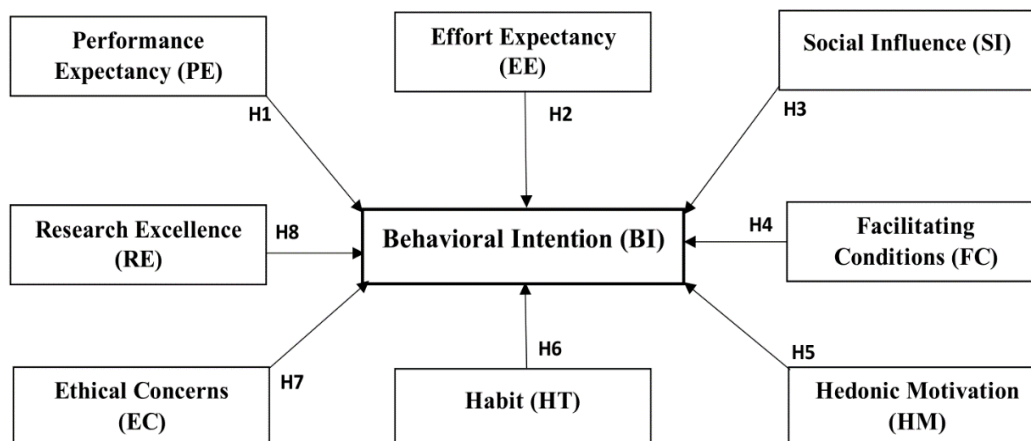 Performance
Expectancy (PE)
Effort Expectancy
(EE)
Social Influence (SI)
H1
H2
H3
Research Excellence
(RE)
H8
Behavioral Intention (BI)
H4
Facilitating
Conditions (FC)
Ethical Concerns
(EC)
H7
H6
Habit (HT)
H5
Hedonic Motivation
(HM)